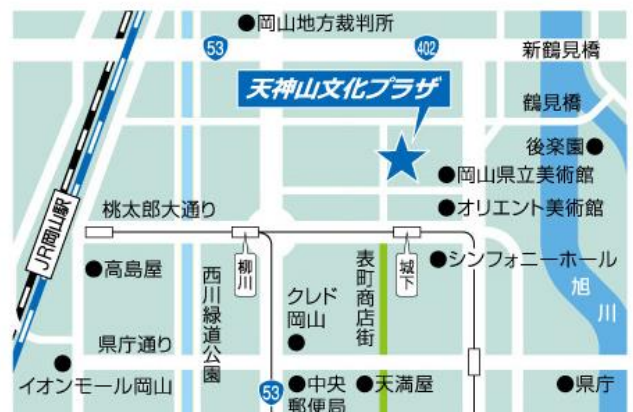 岡山地方裁判所
53
402
新鶴見橋
天神山文化プラザ
鶴見橋
後楽園
岡山県立美術館
桃太郎大通り
オリエント美術館
JR岡山駅
柳川
城下
高島屋
西川緑道公園
クレド
岡山
表町商店街
シンフォニーホール
旭川
県庁通り
イオンモール岡山
53
中央
郵便局
天満屋
県庁